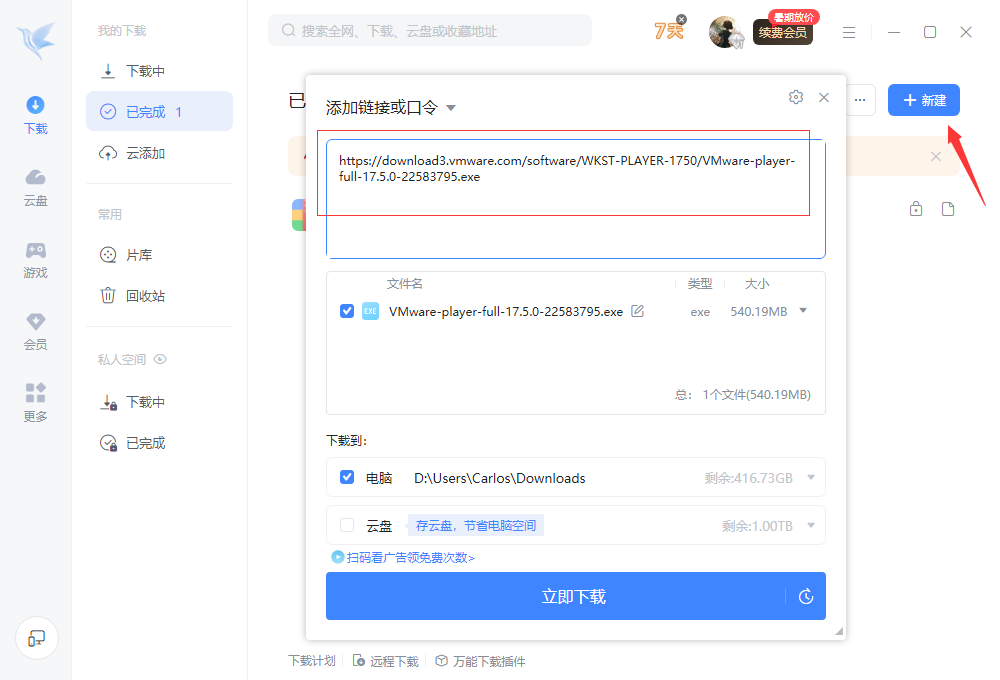 我的下载
搜索全网、下载、云盘或收藏地址
7天
暑期放价
续费会员
下载
云盘
游戏
会员
更多
下载中
已完成 1
云添加
常用
片库
回收站
私人空间
下载中
已完成
已
新建
添加链接或口令
https://download3.vmware.com/software/WKST-PLAYER-1750/VMware-player-
full-17.5.0-22583795.exe
文件名 类型 大小
EXE VMware-player-full-17.5.0-22583795.exe exe 540.19MB
总: 1个文件(540.19MB)
下载到:
电脑 D:\Users\Carlos\Downloads 剩余:416.73GB
云盘 存云盘，节省电脑空间 剩余:1.00TB
扫码看广告领免费次数>
立即下载
下载计划 远程下载 万能下载插件